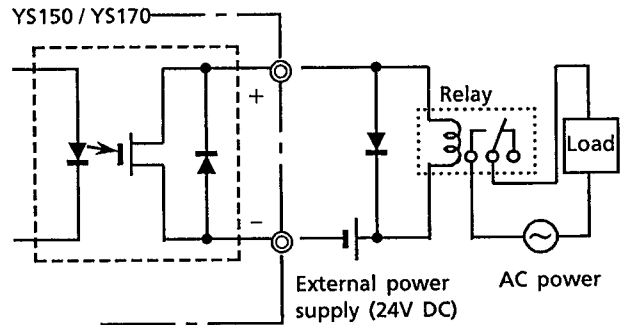 YS150 / YS170
+
Relay
Load
−
External power
supply (24V DC)
AC power